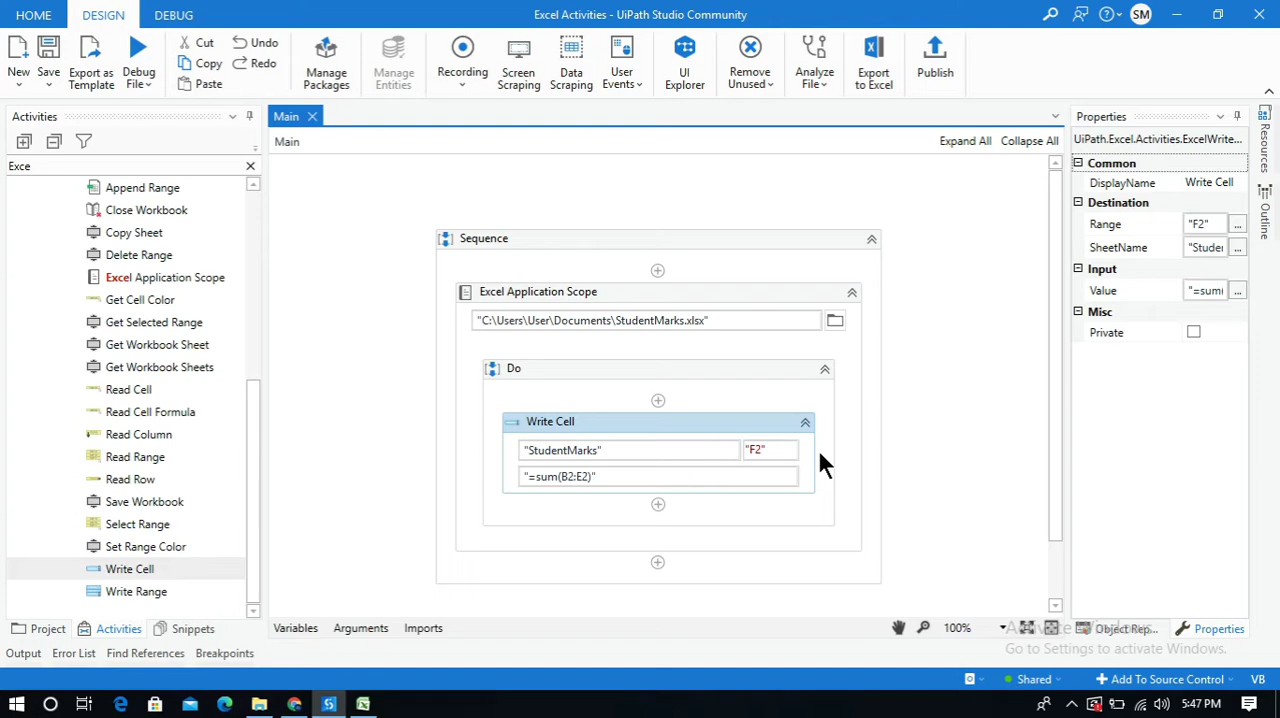 HOME DESIGN DEBUG
Excel Activities - UiPath Studio Community
SM
New
Save
Export as Template
Debug File
Cut
Copy
Paste
Undo
Redo
Manage Packages
Manage Entities
Recording
Screen Scraping
Data Scraping
User Events
UI Explorer
Remove Unused
Analyze File
Export to Excel
Publish
Activities
Exce
Append Range
Close Workbook
Copy Sheet
Delete Range
Excel Application Scope
Get Cell Color
Get Selected Range
Get Workbook Sheet
Get Workbook Sheets
Read Cell
Read Cell Formula
Read Column
Read Range
Read Row
Save Workbook
Select Range
Set Range Color
Write Cell
Write Range
Project Activities Snippets
Main
Main
Expand All Collapse All
Sequence
Excel Application Scope
"C:\Users\User\Documents\StudentMarks.xlsx"
Do
Write Cell
"StudentMarks" "F2"
"=sum(B2:E2)"
Variables Arguments Imports
100%
Properties
UiPath.Excel.Activities.ExcelWrite...
Common
DisplayName Write Cell
Destination
Range "F2" ...
SheetName "Studer ...
Input
Value "=sum( ...
Misc
Private
Resources
Outline
Object Rep... Properties
Activate Windows
Go to Settings to activate Windows.
Output Error List Find References Breakpoints
Shared Add To Source Control VB
5:47 PM